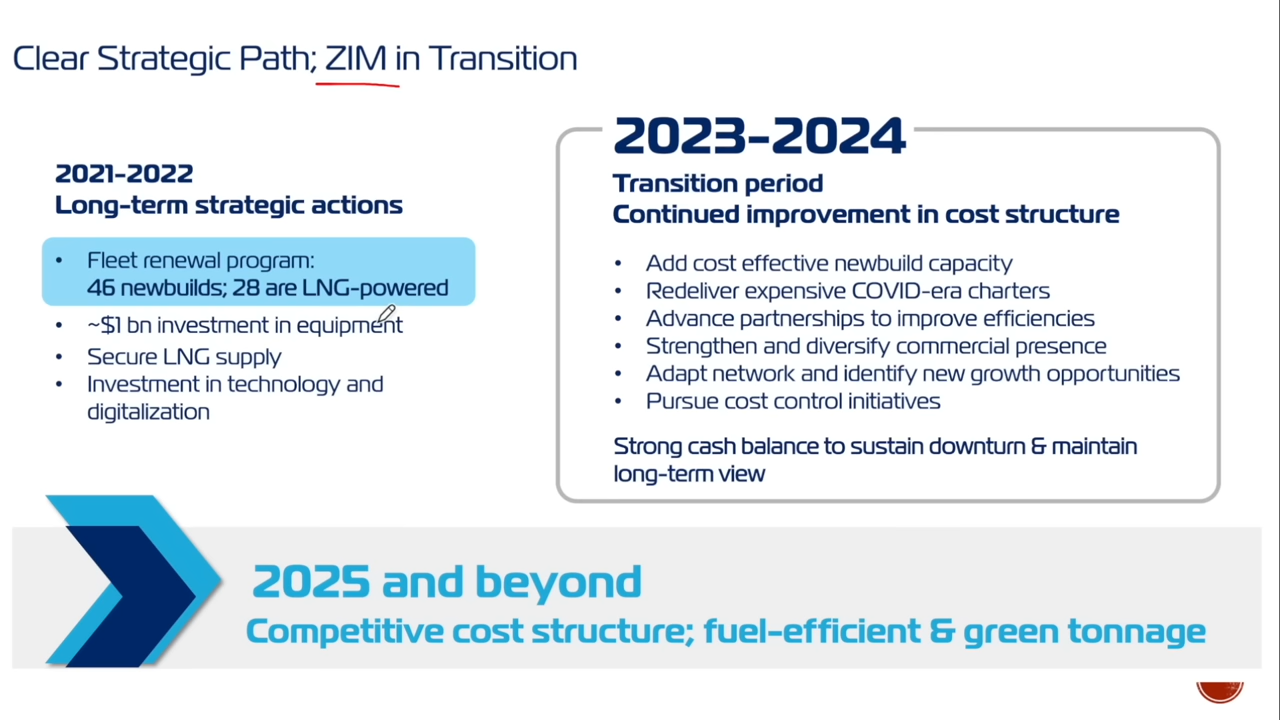 Clear Strategic Path; ZIM in Transition
2021-2022
Long-term strategic actions
• Fleet renewal program:
46 newbuilds; 28 are LNG-powered
• ~$1 bn investment in equipment
• Secure LNG supply
• Investment in technology and
digitalization
2023-2024
Transition period
Continued improvement in cost structure
• Add cost effective newbuild capacity
• Redeliver expensive COVID-era charters
• Advance partnerships to improve efficiencies
• Strengthen and diversify commercial presence
• Adapt network and identify new growth opportunities
• Pursue cost control initiatives
Strong cash balance to sustain downturn & maintain
long-term view
2025 and beyond
Competitive cost structure; fuel-efficient & green tonnage